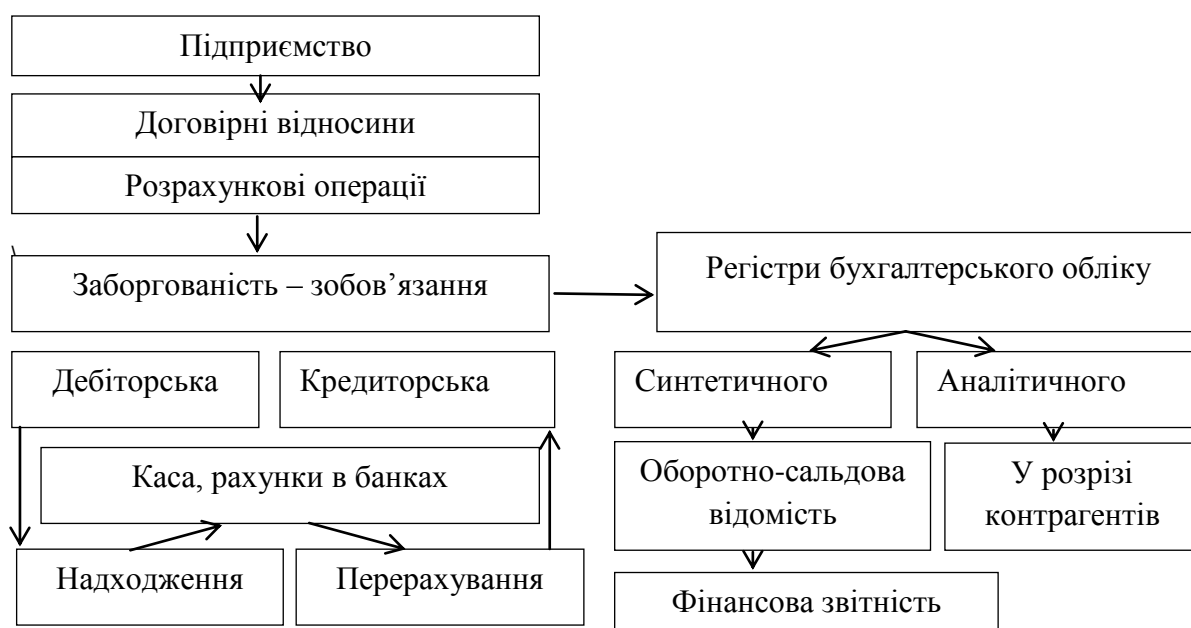 Підприємство
Договірні відносини
Розрахункові операції
Заборгованість – зобов’язання
Регістри бухгалтерського обліку
Дебіторська
Кредиторська
Синтетичного
Аналітичного
Каса, рахунки в банках
Оборотно-сальдова
відомість
У розрізі
контрагентів
Надходження
Перерахування
Фінансова звітність